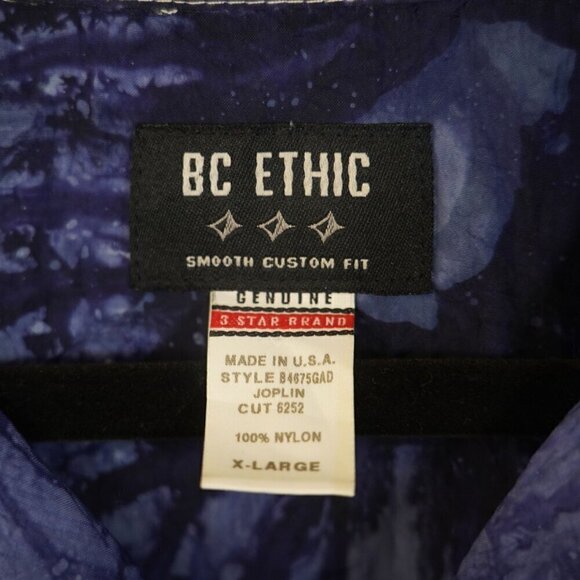 BC ETHIC
SMOOTH CUSTOM FIT
GENUINE
3 STAR BRAND
MADE IN U.S.A.
STYLE B4675GAD
JOPLIN
CUT 6252
100% NYLON
X-LARGE